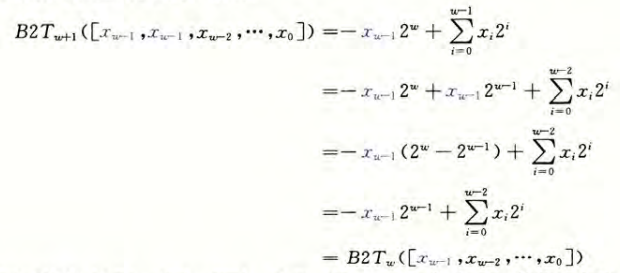 B2T_{w+1}([x_{w-1}, x_{w-1}, x_{w-2}, ⋯, x_0]) = -x_{w-1}2^w + \sum_{i=0}^{w-1} x_i 2^i
= -x_{w-1}2^w + x_{w-1}2^{w-1} + \sum_{i=0}^{w-2} x_i 2^i
= -x_{w-1}(2^w - 2^{w-1}) + \sum_{i=0}^{w-2} x_i 2^i
= -x_{w-1}2^{w-1} + \sum_{i=0}^{w-2} x_i 2^i
= B2T_w([x_{w-1}, x_{w-2}, ⋯, x_0])